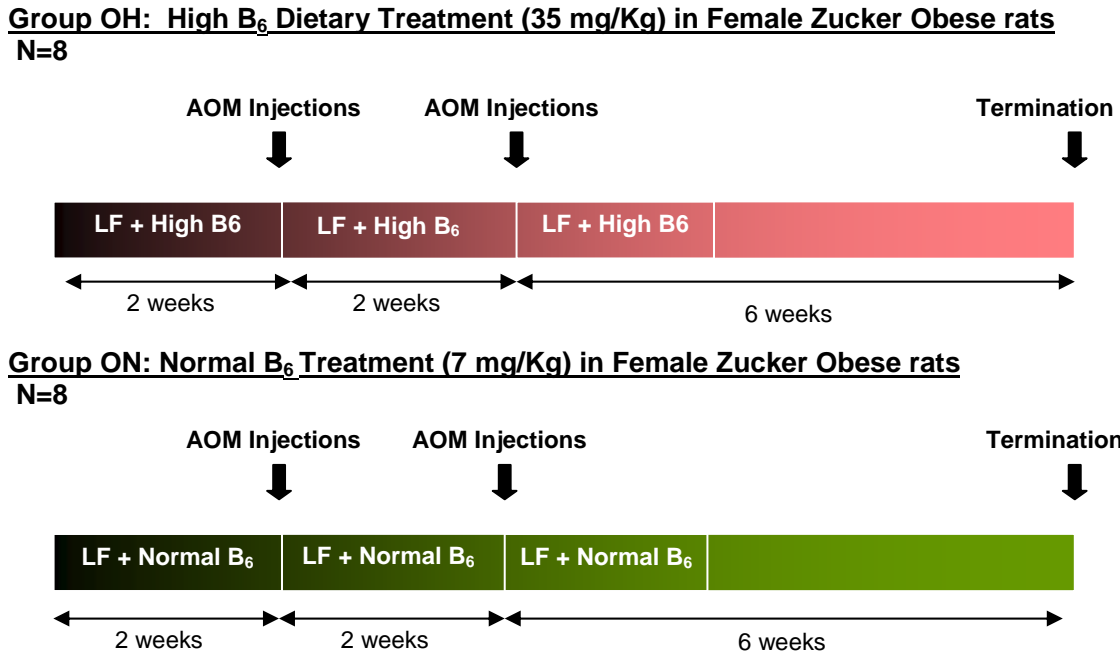 Group OH:  High B₆ Dietary Treatment (35 mg/Kg) in Female Zucker Obese rats
N=8
AOM Injections AOM Injections Termination
LF + High B6 LF + High B₆ LF + High B6
2 weeks 2 weeks 6 weeks
Group ON: Normal B₆ Treatment (7 mg/Kg) in Female Zucker Obese rats
N=8
AOM Injections AOM Injections Termination
LF + Normal B₆ LF + Normal B₆ LF + Normal B₆
2 weeks 2 weeks 6 weeks